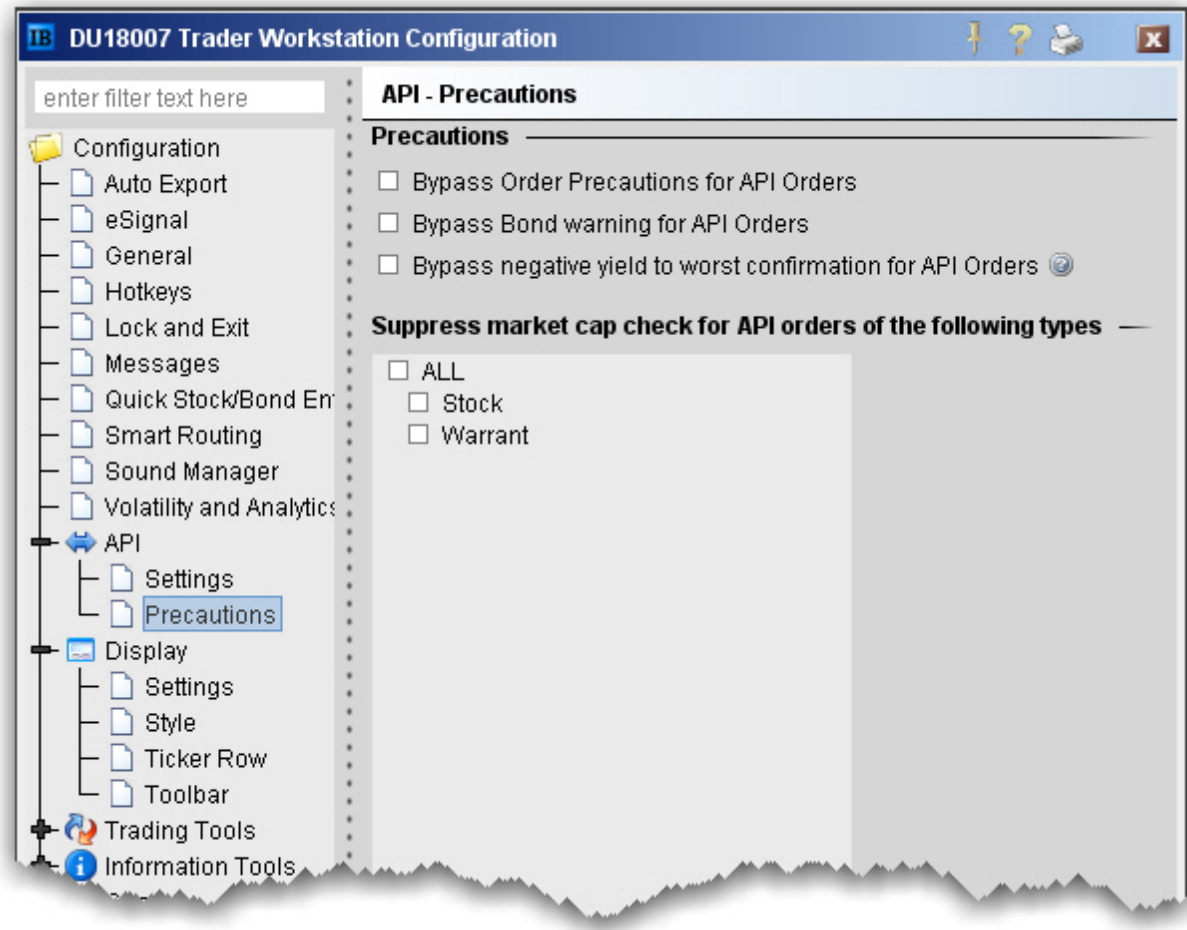 IB DU18007 Trader Workstation Configuration
enter filter text here
Configuration
Auto Export
eSignal
General
Hotkeys
Lock and Exit
Messages
Quick Stock/Bond En
Smart Routing
Sound Manager
Volatility and Analytics
API
Settings
Precautions
Display
Settings
Style
Ticker Row
Toolbar
Trading Tools
Information Tools
API - Precautions
Precautions
Bypass Order Precautions for API Orders
Bypass Bond warning for API Orders
Bypass negative yield to worst confirmation for API Orders
Suppress market cap check for API orders of the following types
ALL
Stock
Warrant